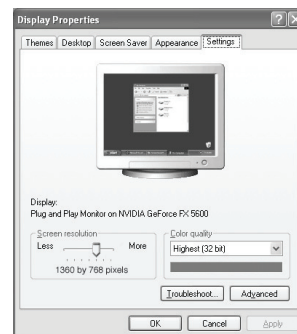 Display Properties
Themes Desktop Screen Saver Appearance Settings
Display:
Plug and Play Monitor on NVIDIA GeForce FX 5600
Screen resolution
Less More
1360 by 768 pixels
Color quality
Highest (32 bit)
Troubleshoot... Advanced
OK Cancel Apply